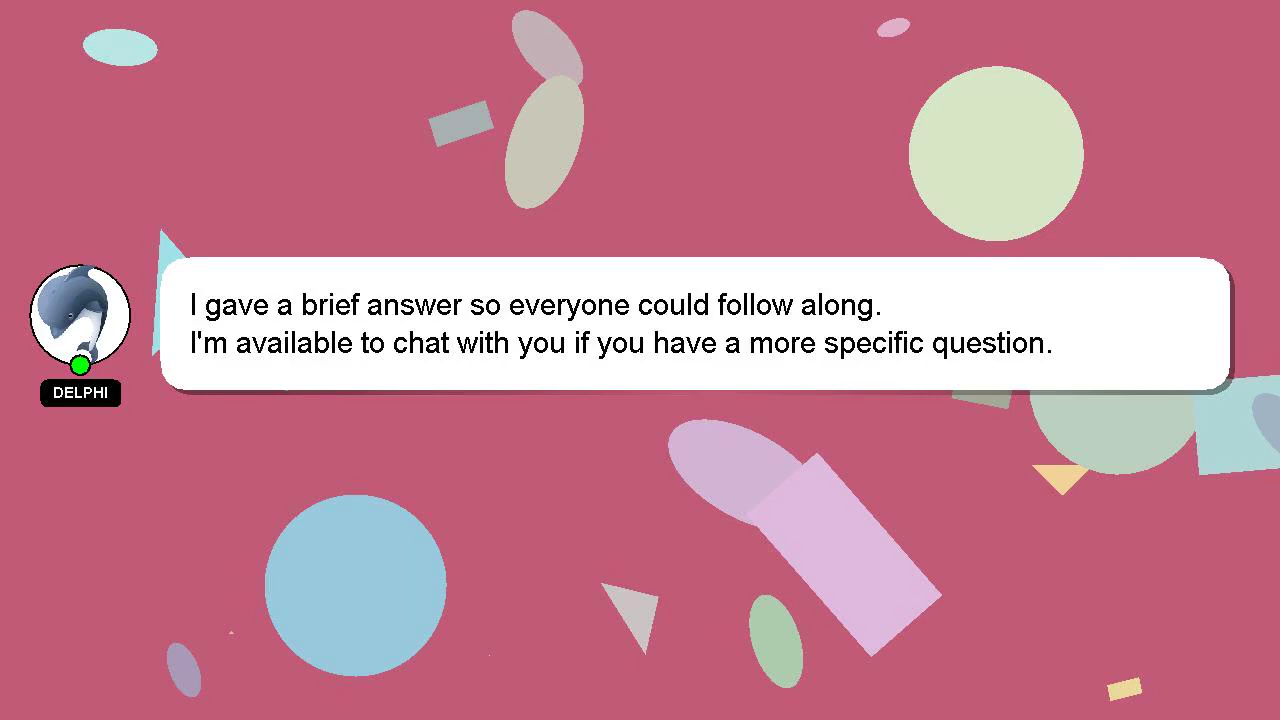 I gave a brief answer so everyone could follow along.
I'm available to chat with you if you have a more specific question.
DELPHI